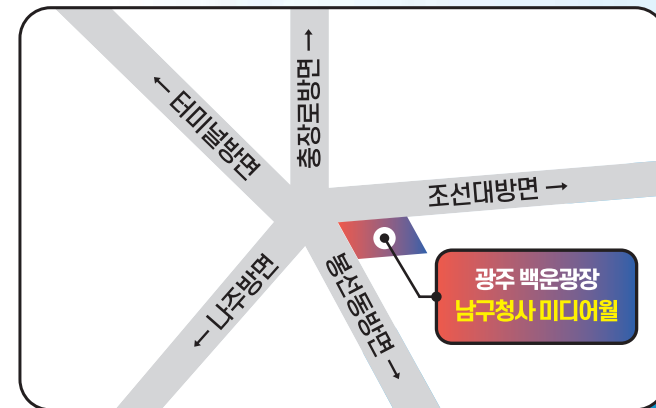 ← 터미널방면
충장로방면 →
조선대방면 →
← 나주방면
봉선동방면 →
광주 백운광장
남구청사 미디어월